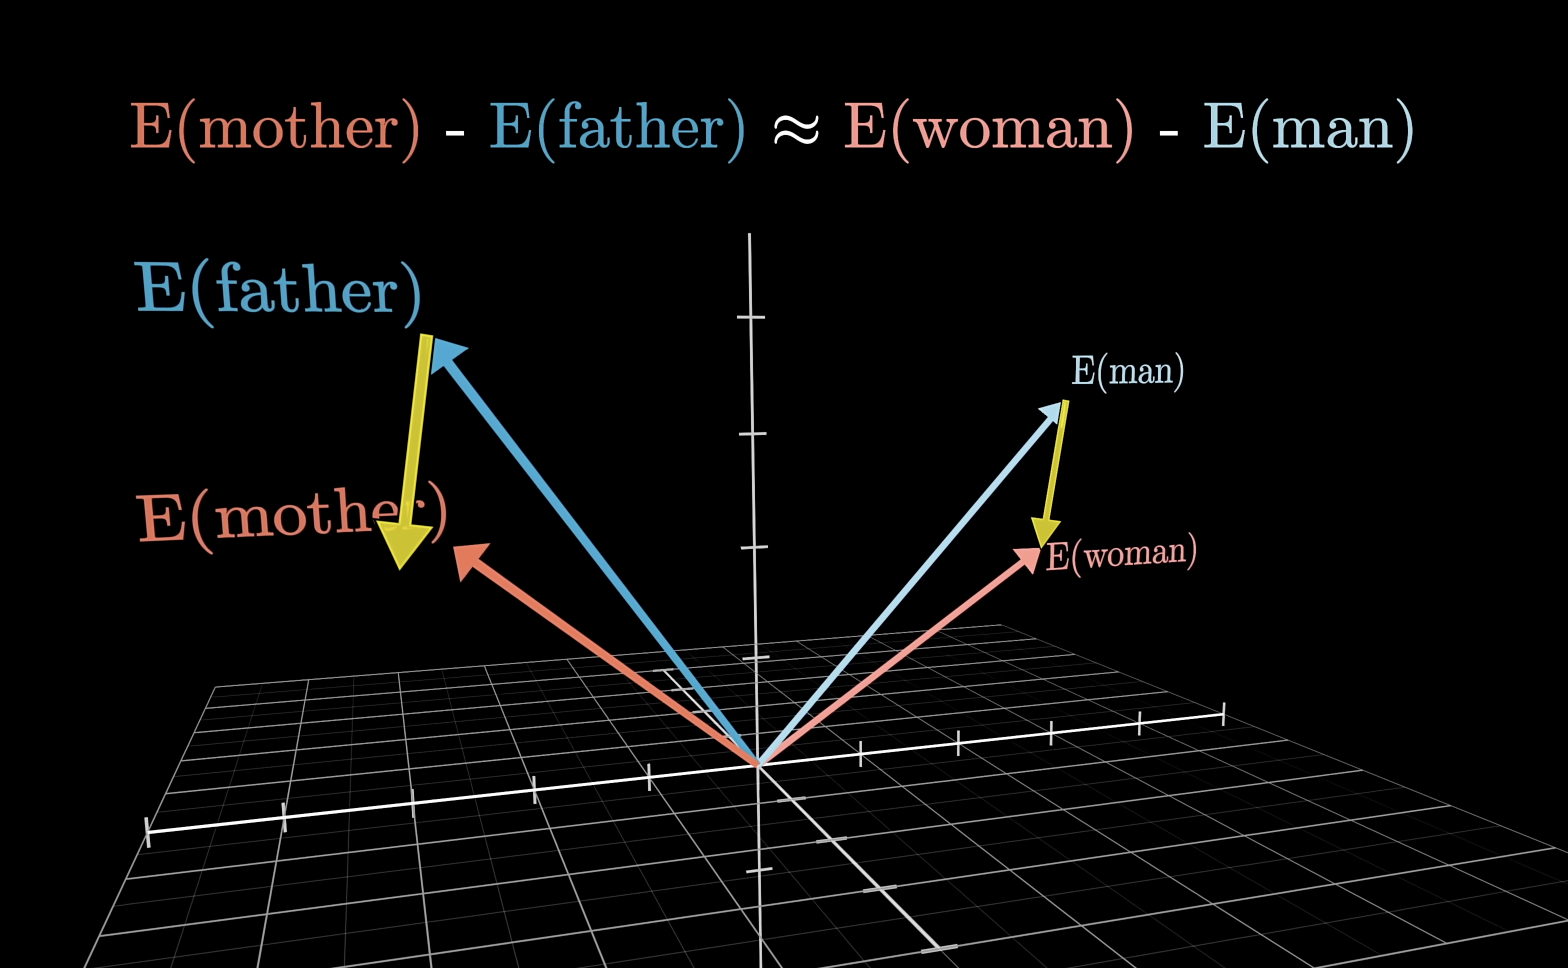 E(mother) - E(father) ≈ E(woman) - E(man)
E(father)
E(man)
E(mother)
E(woman)